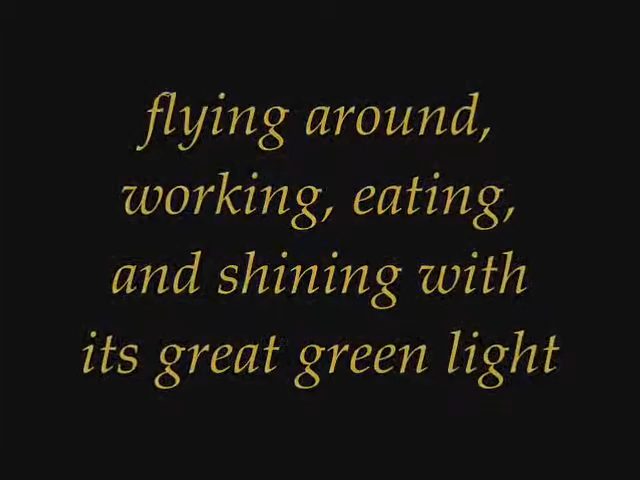 flying around,
working, eating,
and shining with
its great green light